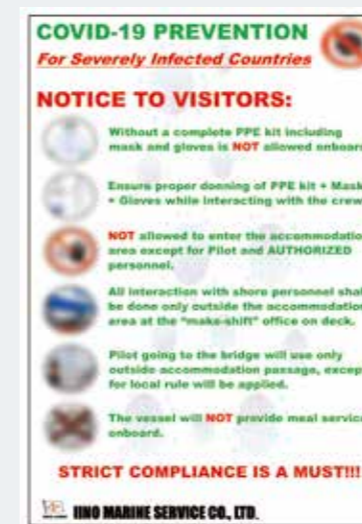 COVID-19 PREVENTION
For Severely Infected Countries
NOTICE TO VISITORS:
Without a complete PPE kit including
mask and gloves is NOT allowed onboard
Ensure proper donning of PPE kit + Mask
+ Gloves while interacting with the crew
NOT allowed to enter the accommodation
area except for Pilot and AUTHORIZED
personnel.
All interaction with shore personnel shall
be done only outside the accommodation
area at the "make-shift" office on deck.
Pilot going to the bridge will use only
outside accommodation passage, except
for local rule will be applied.
The vessel will NOT provide meal service
onboard.
STRICT COMPLIANCE IS A MUST!!!
IINO MARINE SERVICE CO., LTD.